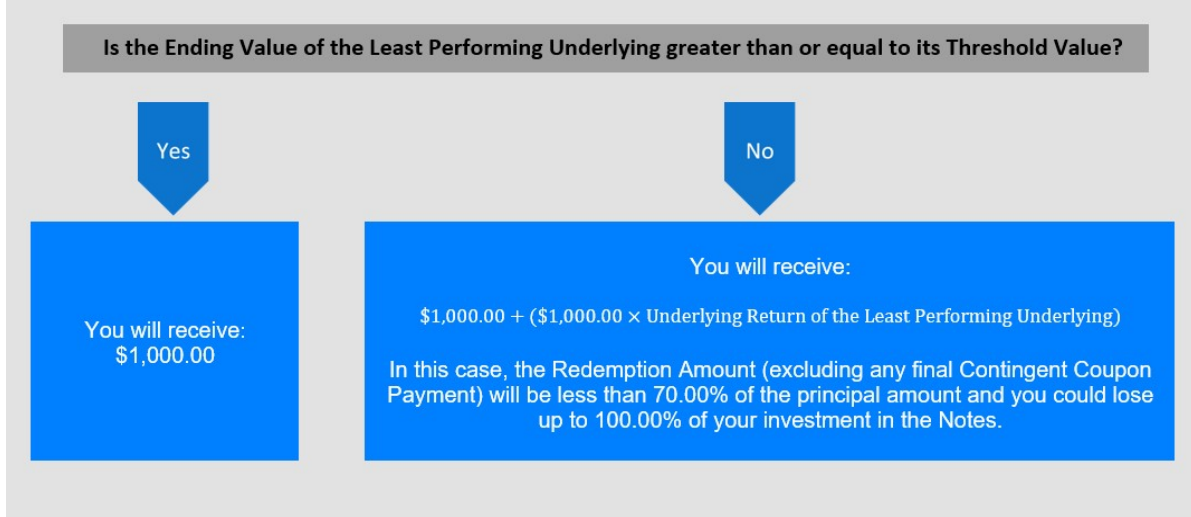 Is the Ending Value of the Least Performing Underlying greater than or equal to its Threshold Value?
Yes
No
You will receive:
$1,000.00
You will receive:
$1,000.00 + ($1,000.00 × Underlying Return of the Least Performing Underlying)
In this case, the Redemption Amount (excluding any final Contingent Coupon
Payment) will be less than 70.00% of the principal amount and you could lose
up to 100.00% of your investment in the Notes.